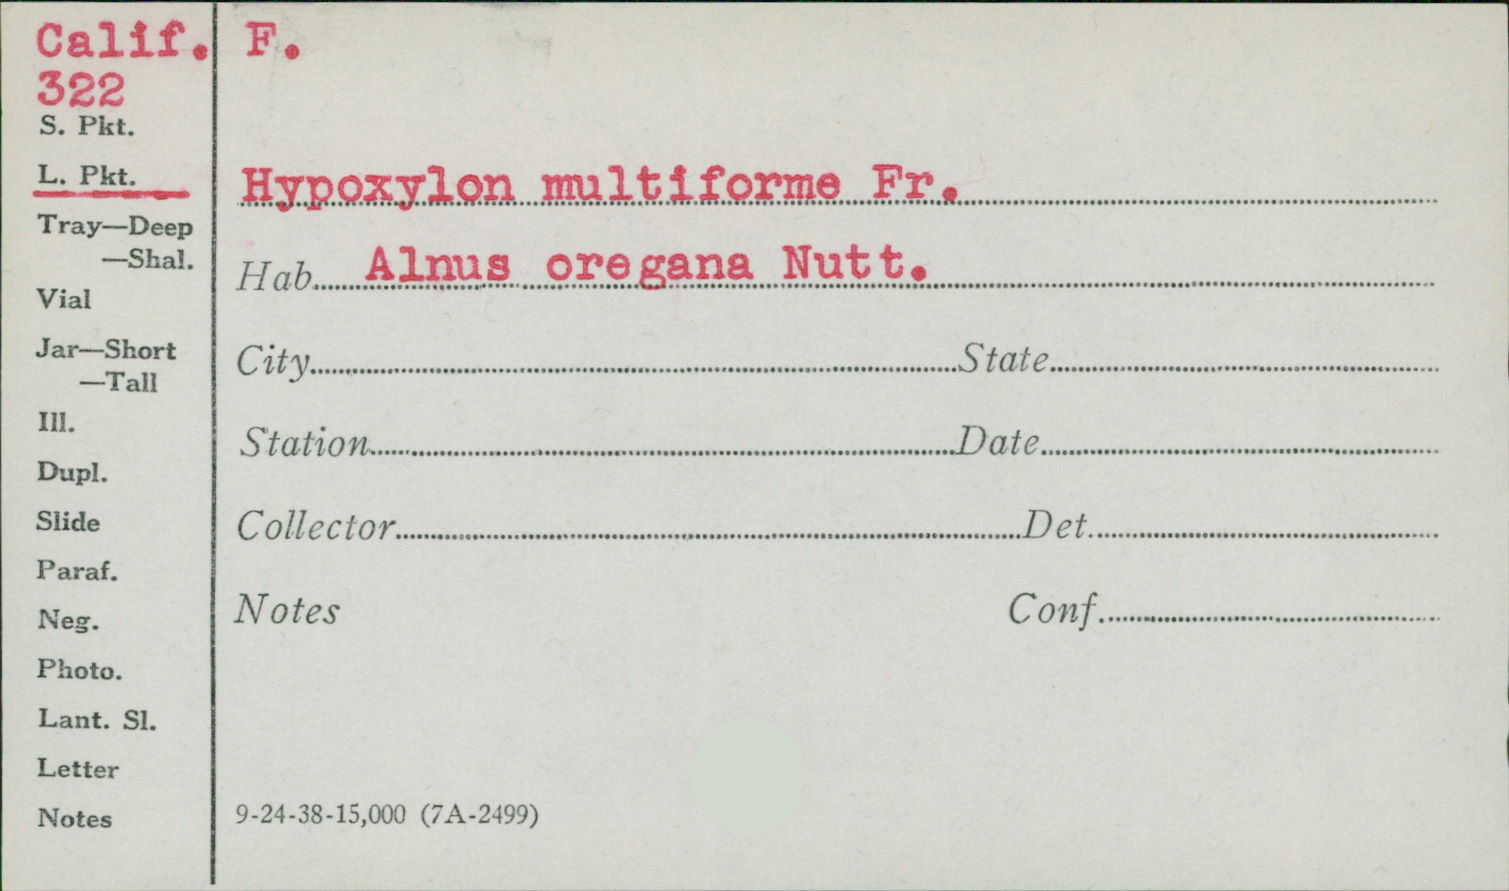 Calif. F.
322
S. Pkt.
L. Pkt.
Hypoxylon multiforme Fr.
Tray—Deep
—Shal.
Hab. Alnus oregana Nutt.
Vial
Jar—Short
—Tall
City State
Ill.
Station Date
Dupl.
Slide
Collector Det.
Paraf.
Neg.
Notes Conf.
Photo.
Lant. Sl.
Letter
Notes
9-24-38-15,000 (7A-2499)